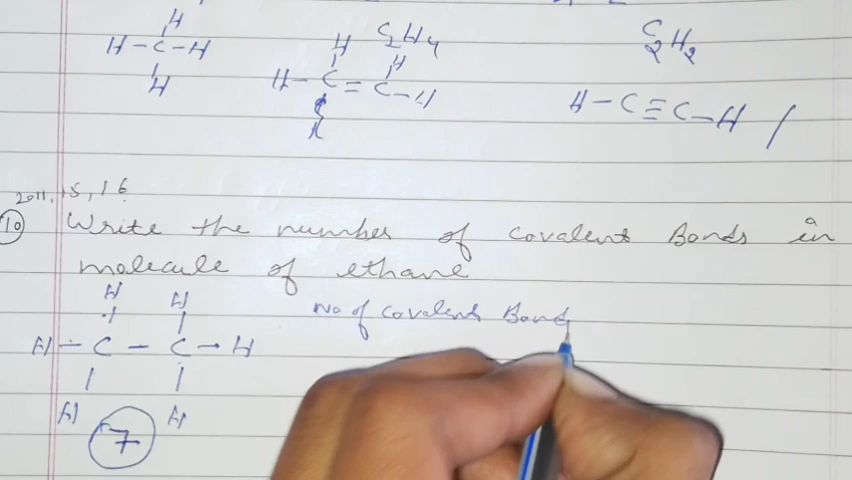 H
H-C-H
H
C2H4
H
H
H-C=C-H
H
C2H2
H-C≡C-H
2011, 15, 16
10 Write the number of covalent Bonds in
molecule of ethane
No of covalent Bond
H H
H-C-C-H
H H
7